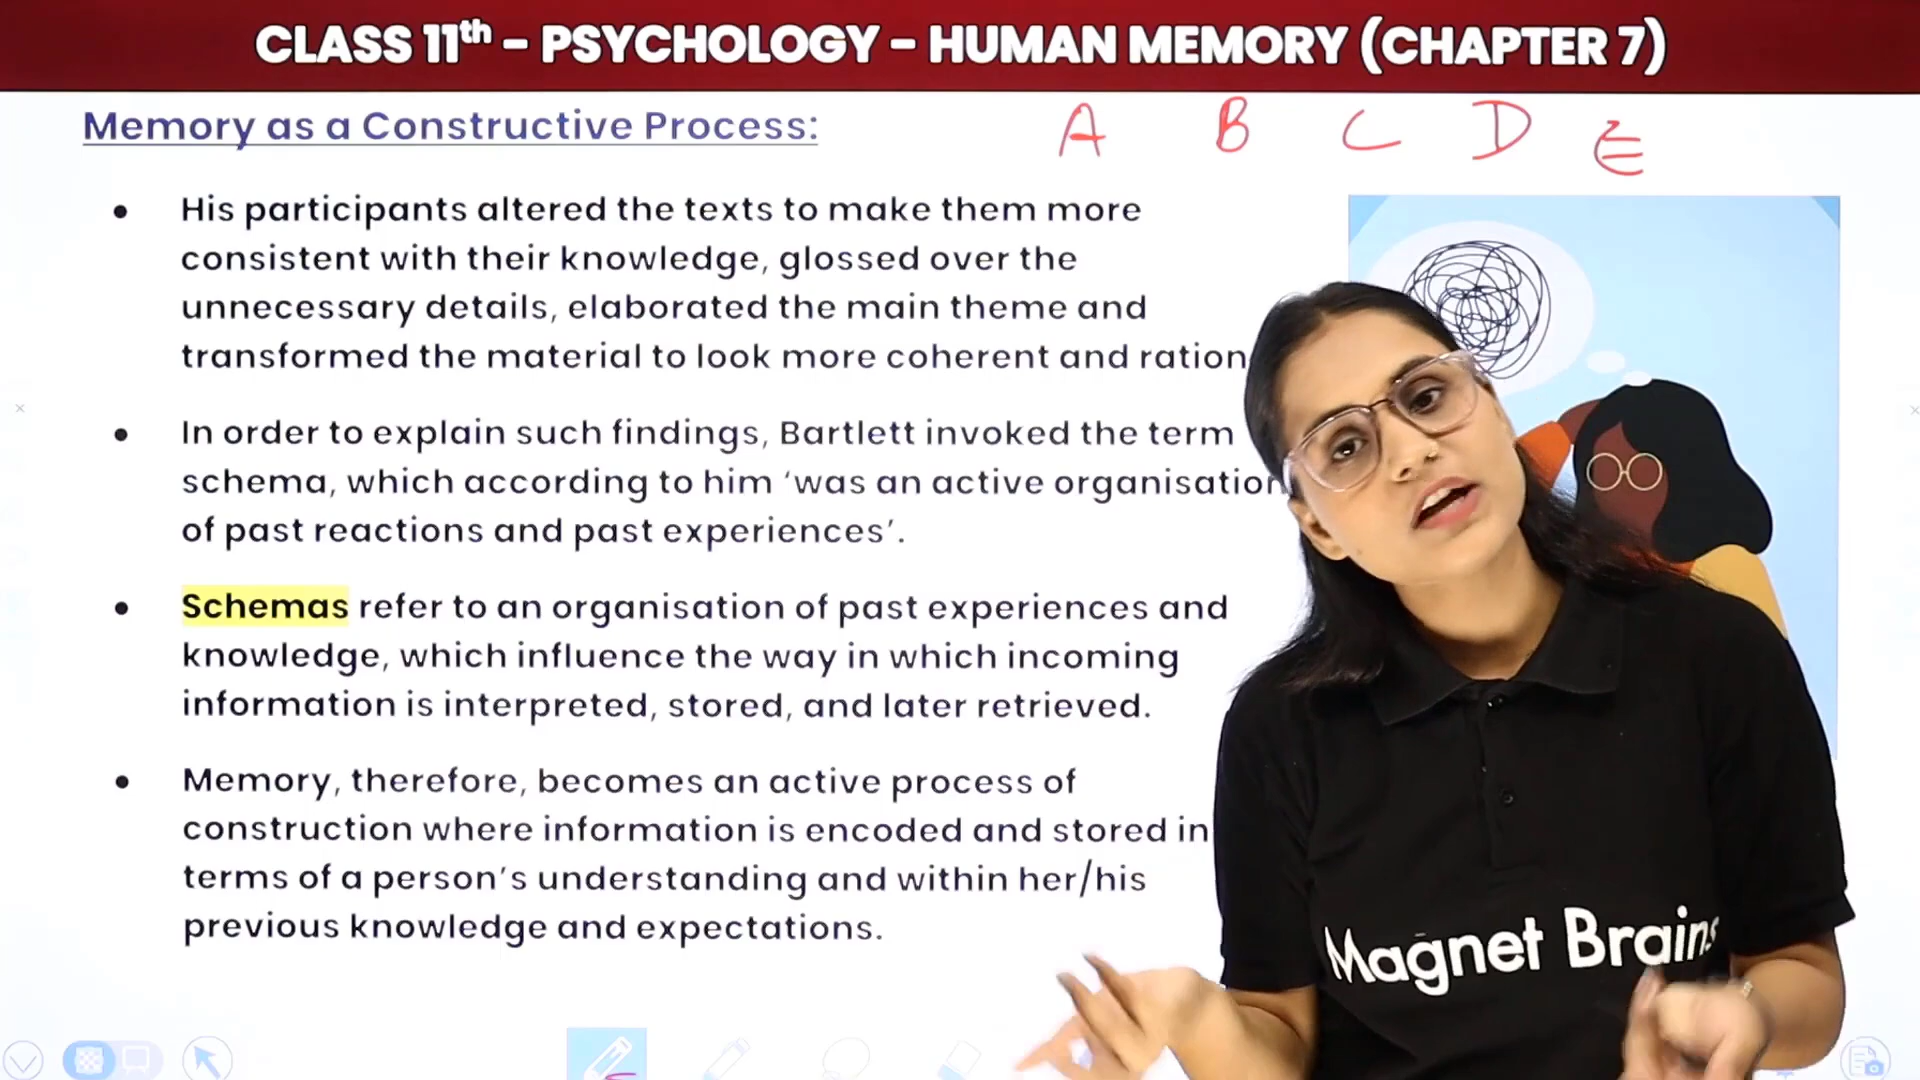 CLASS 11th – PSYCHOLOGY – HUMAN MEMORY (CHAPTER 7)
Memory as a Constructive Process:
A B C D E
• His participants altered the texts to make them more
consistent with their knowledge, glossed over the
unnecessary details, elaborated the main theme and
transformed the material to look more coherent and ration
• In order to explain such findings, Bartlett invoked the term
schema, which according to him ‘was an active organisation
of past reactions and past experiences’.
• Schemas refer to an organisation of past experiences and
knowledge, which influence the way in which incoming
information is interpreted, stored, and later retrieved.
• Memory, therefore, becomes an active process of
construction where information is encoded and stored in
terms of a person’s understanding and within her/his
previous knowledge and expectations.
Magnet Brains